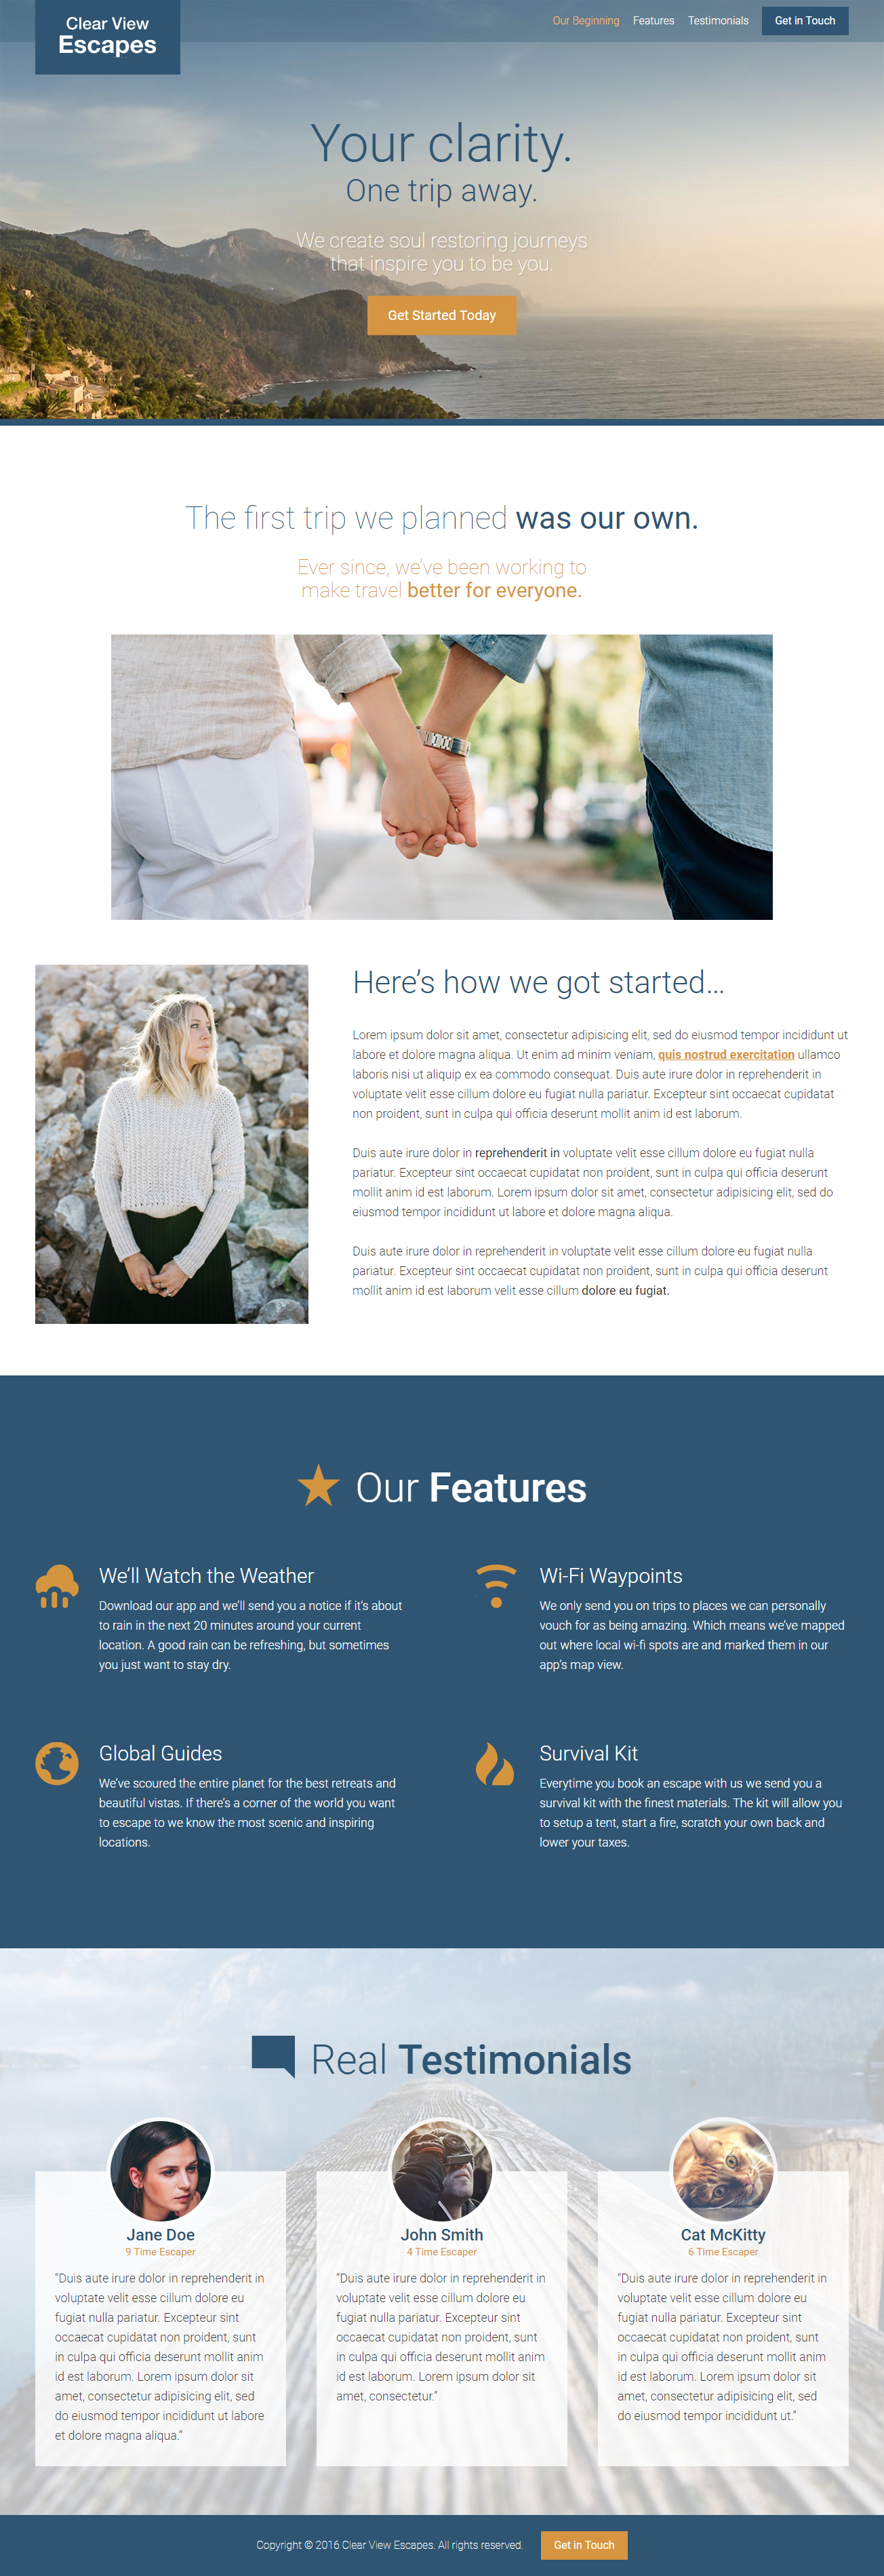 Clear View
Escapes
Our Beginning Features Testimonials Get in Touch
Your clarity.
One trip away.
We create soul restoring journeys
that inspire you to be you.
Get Started Today
The first trip we planned was our own.
Ever since, we've been working to
make travel better for everyone.
Here's how we got started...
Lorem ipsum dolor sit amet, consectetur adipisicing elit, sed do eiusmod tempor incididunt ut
labore et dolore magna aliqua. Ut enim ad minim veniam, quis nostrud exercitation ullamco
laboris nisi ut aliquip ex ea commodo consequat. Duis aute irure dolor in reprehenderit in
voluptate velit esse cillum dolore eu fugiat nulla pariatur. Excepteur sint occaecat cupidatat
non proident, sunt in culpa qui officia deserunt mollit anim id est laborum.
Duis aute irure dolor in reprehenderit in voluptate velit esse cillum dolore eu fugiat nulla
pariatur. Excepteur sint occaecat cupidatat non proident, sunt in culpa qui officia deserunt
mollit anim id est laborum. Lorem ipsum dolor sit amet, consectetur adipisicing elit, sed do
eiusmod tempor incididunt ut labore et dolore magna aliqua.
Duis aute irure dolor in reprehenderit in voluptate velit esse cillum dolore eu fugiat nulla
pariatur. Excepteur sint occaecat cupidatat non proident, sunt in culpa qui officia deserunt
mollit anim id est laborum velit esse cillum dolore eu fugiat.
Our Features
We'll Watch the Weather
Download our app and we'll send you a notice if it's about
to rain in the next 20 minutes around your current
location. A good rain can be refreshing, but sometimes
you just want to stay dry.
Wi-Fi Waypoints
We only send you on trips to places we can personally
vouch for as being amazing. Which means we've mapped
out where local wi-fi spots are and marked them in our
app's map view.
Global Guides
We've scoured the entire planet for the best retreats and
beautiful vistas. If there's a corner of the world you want
to escape to we know the most scenic and inspiring
locations.
Survival Kit
Everytime you book an escape with us we send you a
survival kit with the finest materials. The kit will allow you
to setup a tent, start a fire, scratch your own back and
lower your taxes.
Real Testimonials
Jane Doe
9 Time Escaper
"Duis aute irure dolor in reprehenderit in
voluptate velit esse cillum dolore eu
fugiat nulla pariatur. Excepteur sint
occaecat cupidatat non proident, sunt
in culpa qui officia deserunt mollit anim
id est laborum. Lorem ipsum dolor sit
amet, consectetur adipisicing elit, sed
do eiusmod tempor incididunt ut labore
et dolore magna aliqua."
John Smith
4 Time Escaper
"Duis aute irure dolor in reprehenderit in
voluptate velit esse cillum dolore eu
fugiat nulla pariatur. Excepteur sint
occaecat cupidatat non proident, sunt
in culpa qui officia deserunt mollit anim
id est laborum. Lorem ipsum dolor sit
amet, consectetur."
Cat McKitty
6 Time Escaper
"Duis aute irure dolor in reprehenderit in
voluptate velit esse cillum dolore eu
fugiat nulla pariatur. Excepteur sint
occaecat cupidatat non proident, sunt
in culpa qui officia deserunt mollit anim
id est laborum. Lorem ipsum dolor sit
amet, consectetur adipisicing elit, sed
do eiusmod tempor incididunt ut."
Copyright © 2016 Clear View Escapes. All rights reserved. Get in Touch